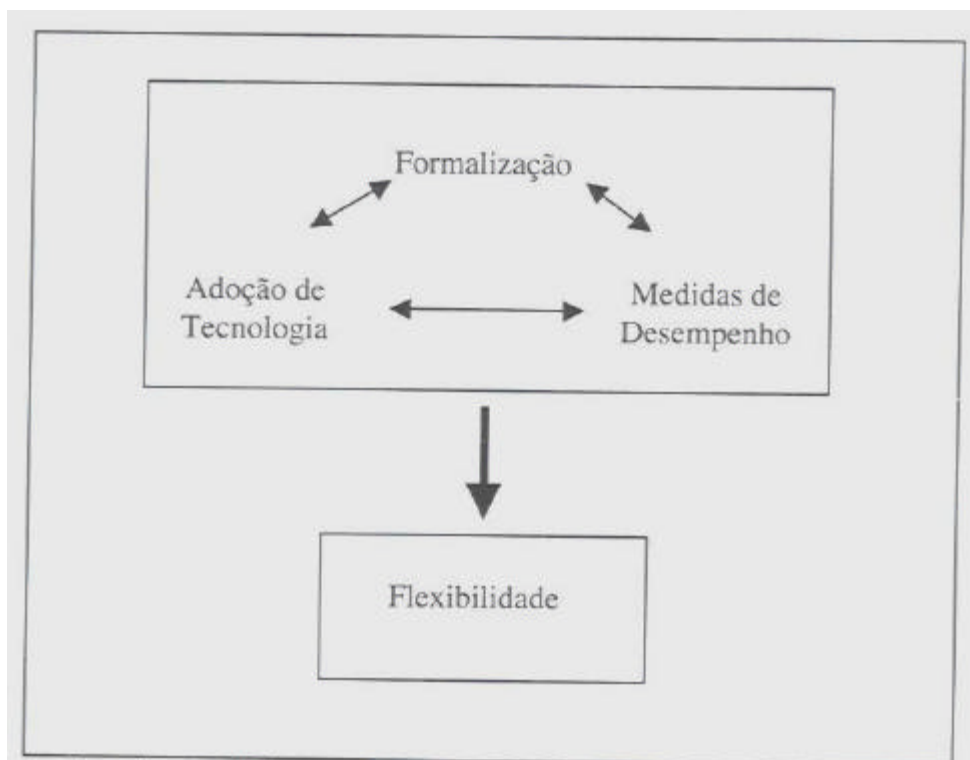 Formalização
Adoção de
Tecnologia
Medidas de
Desempenho
Flexibilidade